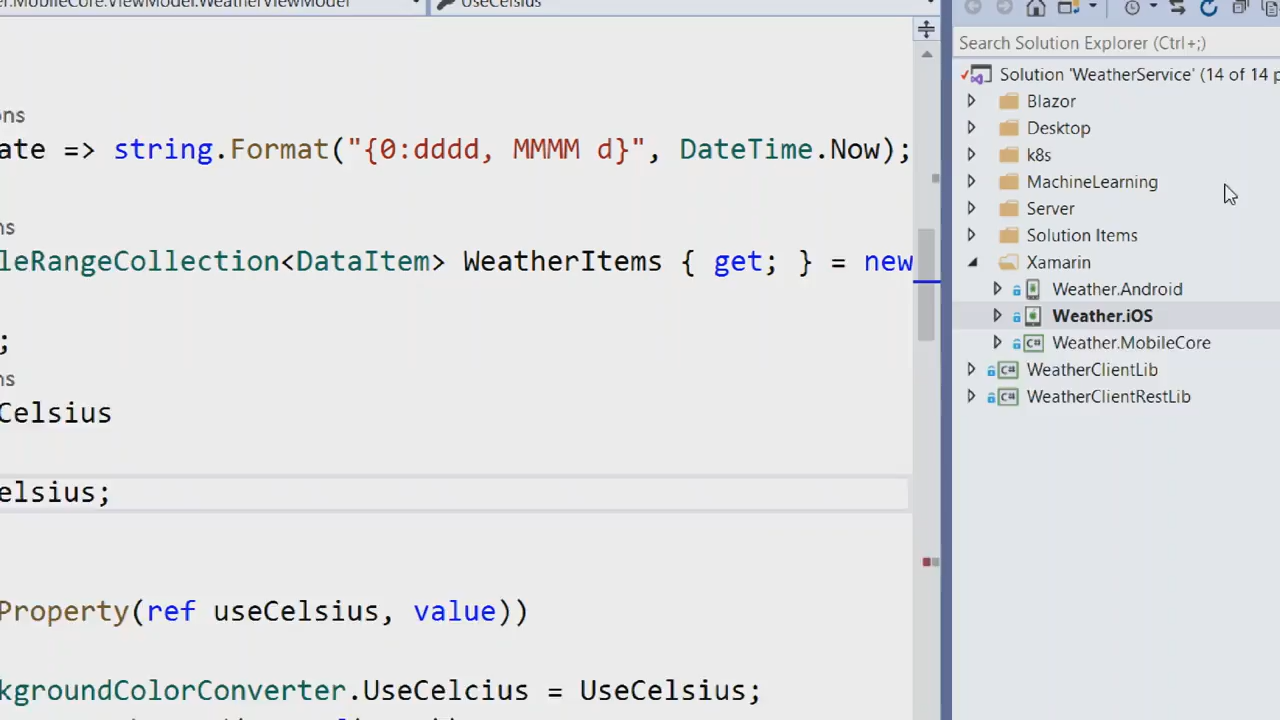 er.MobileCore.ViewModel.WeatherViewModel
UseCelsius
ons
ate => string.Format("{0:dddd, MMMM d}", DateTime.Now);
ns
leRangeCollection<DataItem> WeatherItems { get; } = new
;
ns
Celsius
elsius;
Property(ref useCelsius, value))
kgroundColorConverter.UseCelcius = UseCelsius;
Search Solution Explorer (Ctrl+;)
Solution 'WeatherService' (14 of 14 p
Blazor
Desktop
k8s
MachineLearning
Server
Solution Items
Xamarin
Weather.Android
Weather.iOS
C# Weather.MobileCore
C# WeatherClientLib
C# WeatherClientRestLib